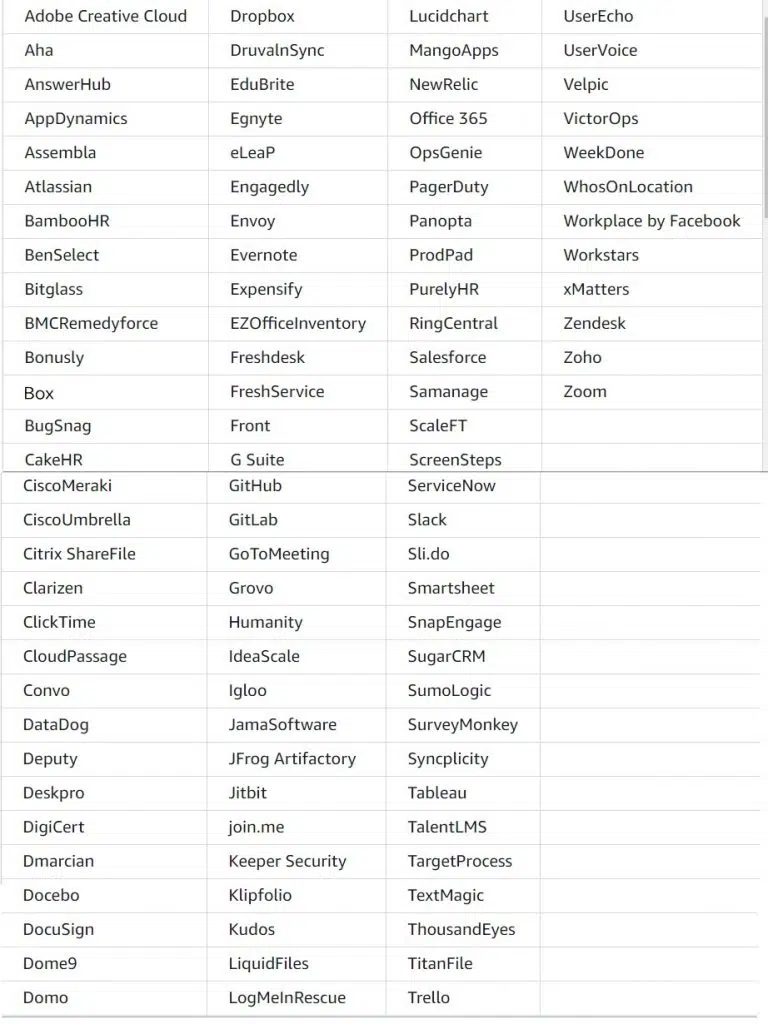 Adobe Creative Cloud Dropbox Lucidchart UserEcho
Aha DruvalnSync MangoApps UserVoice
AnswerHub EduBrite NewRelic Velpic
AppDynamics Egnyte Office 365 VictorOps
Assembla eLeaP OpsGenie WeekDone
Atlassian Engagedly PagerDuty WhosOnLocation
BambooHR Envoy Panopta Workplace by Facebook
BenSelect Evernote ProdPad Workstars
Bitglass Expensify PurelyHR xMatters
BMCRemedyforce EZOfficeInventory RingCentral Zendesk
Bonusly Freshdesk Salesforce Zoho
Box FreshService Samanage Zoom
BugSnag Front ScaleFT
CakeHR G Suite ScreenSteps
CiscoMeraki GitHub ServiceNow
CiscoUmbrella GitLab Slack
Citrix ShareFile GoToMeeting Sli.do
Clarizen Grovo Smartsheet
ClickTime Humanity SnapEngage
CloudPassage IdeaScale SugarCRM
Convo Igloo SumoLogic
DataDog JamaSoftware SurveyMonkey
Deputy JFrog Artifactory Syncplicity
Deskpro Jitbit Tableau
DigiCert join.me TalentLMS
Dmarcian Keeper Security TargetProcess
Docebo Klipfolio TextMagic
DocuSign Kudos ThousandEyes
Dome9 LiquidFiles TitanFile
Domo LogMeInRescue Trello